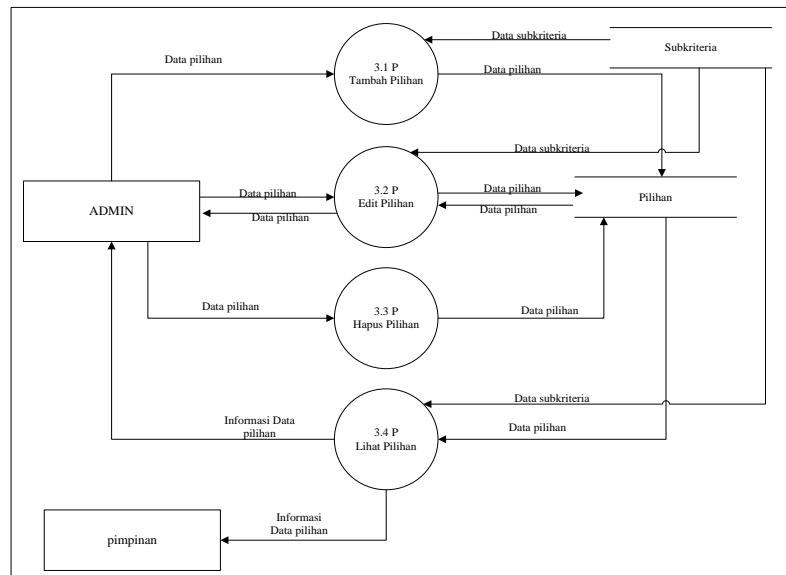 Data subkriteria
Subkriteria
3.1 P
Tambah Pilihan
Data pilihan
Data pilihan
Data subkriteria
3.2 P
Edit Pilihan
ADMIN
Data pilihan
Data pilihan
Data pilihan
Data pilihan
Pilihan
3.3 P
Hapus Pilihan
Data pilihan
Data pilihan
Data subkriteria
3.4 P
Lihat Pilihan
Informasi Data
pilihan
Data pilihan
Informasi
Data pilihan
pimpinan